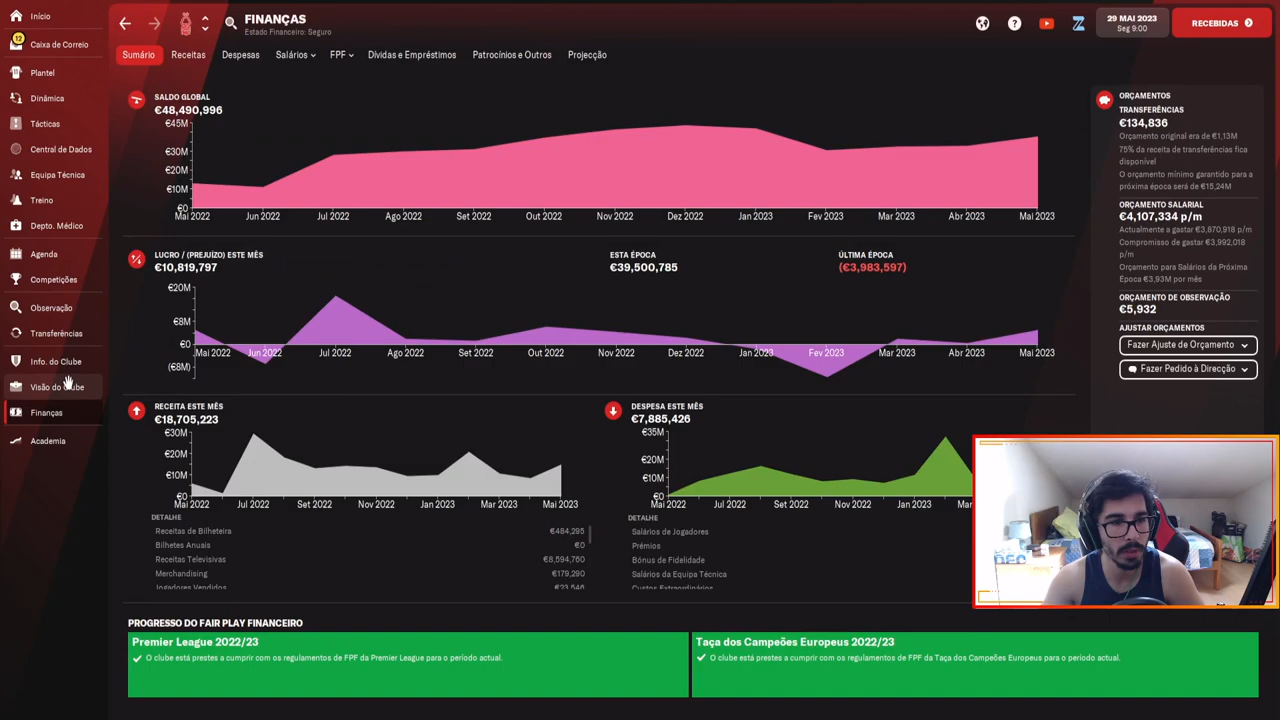 Início
12
Caixa de Correio
Plantel
Dinâmica
Tácticas
Central de Dados
Equipa Técnica
Treino
Depto. Médico
Agenda
Competições
Observação
Transferências
Info. do Clube
Visão do Clube
Finanças
Academia
FINANÇAS
Estado Financeiro: Seguro
29 MAI 2023
Seg 9:00
RECEBIDAS
Sumário
Receitas
Despesas
Salários
FPF
Dívidas e Empréstimos
Patrocínios e Outros
Projecção
SALDO GLOBAL
€48,490,996
€45M
€30M
€20M
€10M
€0
Mai 2022 Jun 2022 Jul 2022 Ago 2022 Set 2022 Out 2022 Nov 2022 Dez 2022 Jan 2023 Fev 2023 Mar 2023 Abr 2023 Mai 2023
LUCRO / (PREJUÍZO) ESTE MÊS
€10,819,797
ESTA ÉPOCA
€39,500,785
ÚLTIMA ÉPOCA
(€3,983,597)
€20M
€8M
€0
(€8M)
Mai 2022 Jun 2022 Jul 2022 Ago 2022 Set 2022 Out 2022 Nov 2022 Dez 2022 Jan 2023 Fev 2023 Mar 2023 Abr 2023 Mai 2023
RECEITA ESTE MÊS
€18,705,223
€30M
€20M
€10M
€0
Mai 2022 Jul 2022 Set 2022 Nov 2022 Jan 2023 Mar 2023 Mai 2023
DETALHE
Receitas de Bilheteira €484,295
Bilhetes Anuais €0
Receitas Televisivas €8,594,760
Merchandising €179,290
Jogadores Vendidos €23,546
DESPESA ESTE MÊS
€7,885,426
€35M
€20M
€10M
€0
Mai 2022 Jul 2022 Set 2022 Nov 2022 Jan 2023
DETALHE
Salários de Jogadores
Prémios
Bónus de Fidelidade
Salários da Equipa Técnica
Custos Extraordinários
ORÇAMENTOS
TRANSFERÊNCIAS
€134,836
Orçamento original era de €1,13M
75% da receita de transferências fica
disponível
O orçamento mínimo garantido para a
próxima época será de €15,24M
ORÇAMENTO SALARIAL
€4,107,334 p/m
Actualmente a gastar €3,870,918 p/m
Compromisso de gastar €3,992,018
p/m
Orçamento para Salários da Próxima
Época €3,93M por mês
ORÇAMENTO DE OBSERVAÇÃO
€5,932
AJUSTAR ORÇAMENTOS
Fazer Ajuste de Orçamento
Fazer Pedido à Direcção
PROGRESSO DO FAIR PLAY FINANCEIRO
Premier League 2022/23
O clube está prestes a cumprir com os regulamentos de FPF da Premier League para o período actual.
Taça dos Campeões Europeus 2022/23
O clube está prestes a cumprir com os regulamentos de FPF da Taça dos Campeões Europeus para o período actual.